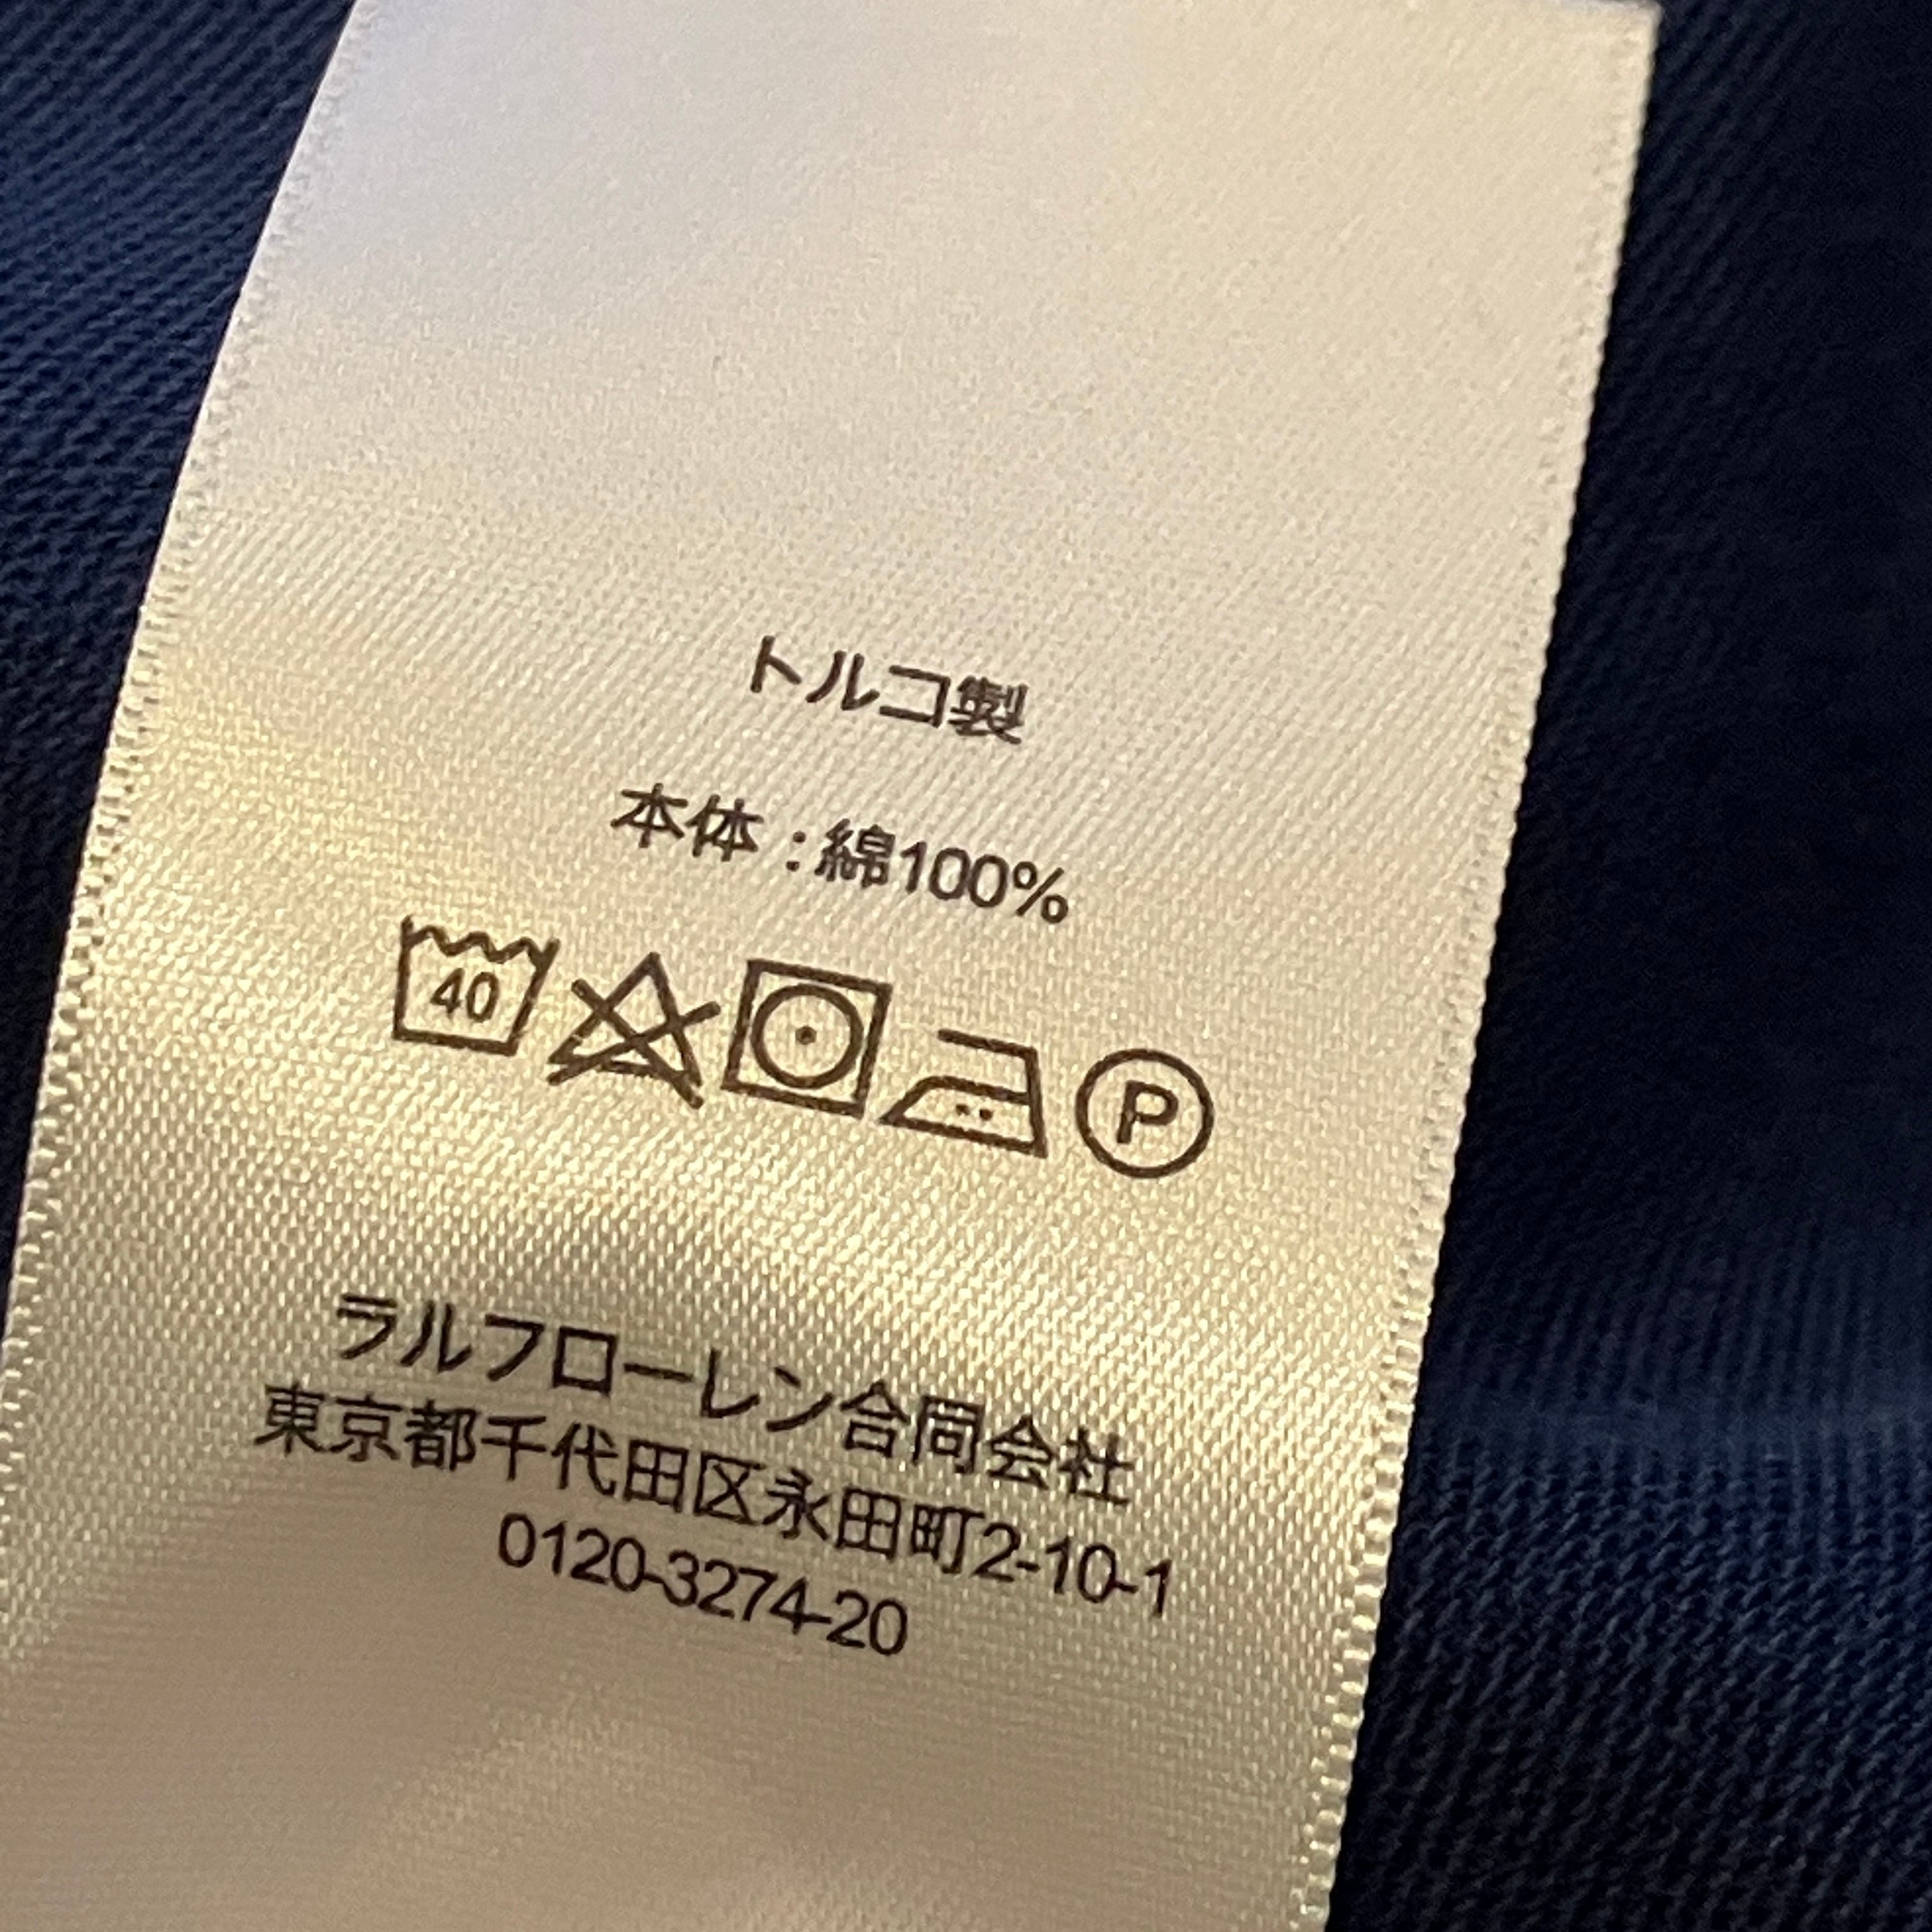 トルコ製
本体 : 綿100%
40
P
ラルフローレン合同会社
東京都千代田区永田町2-10-1
0120-3274-20